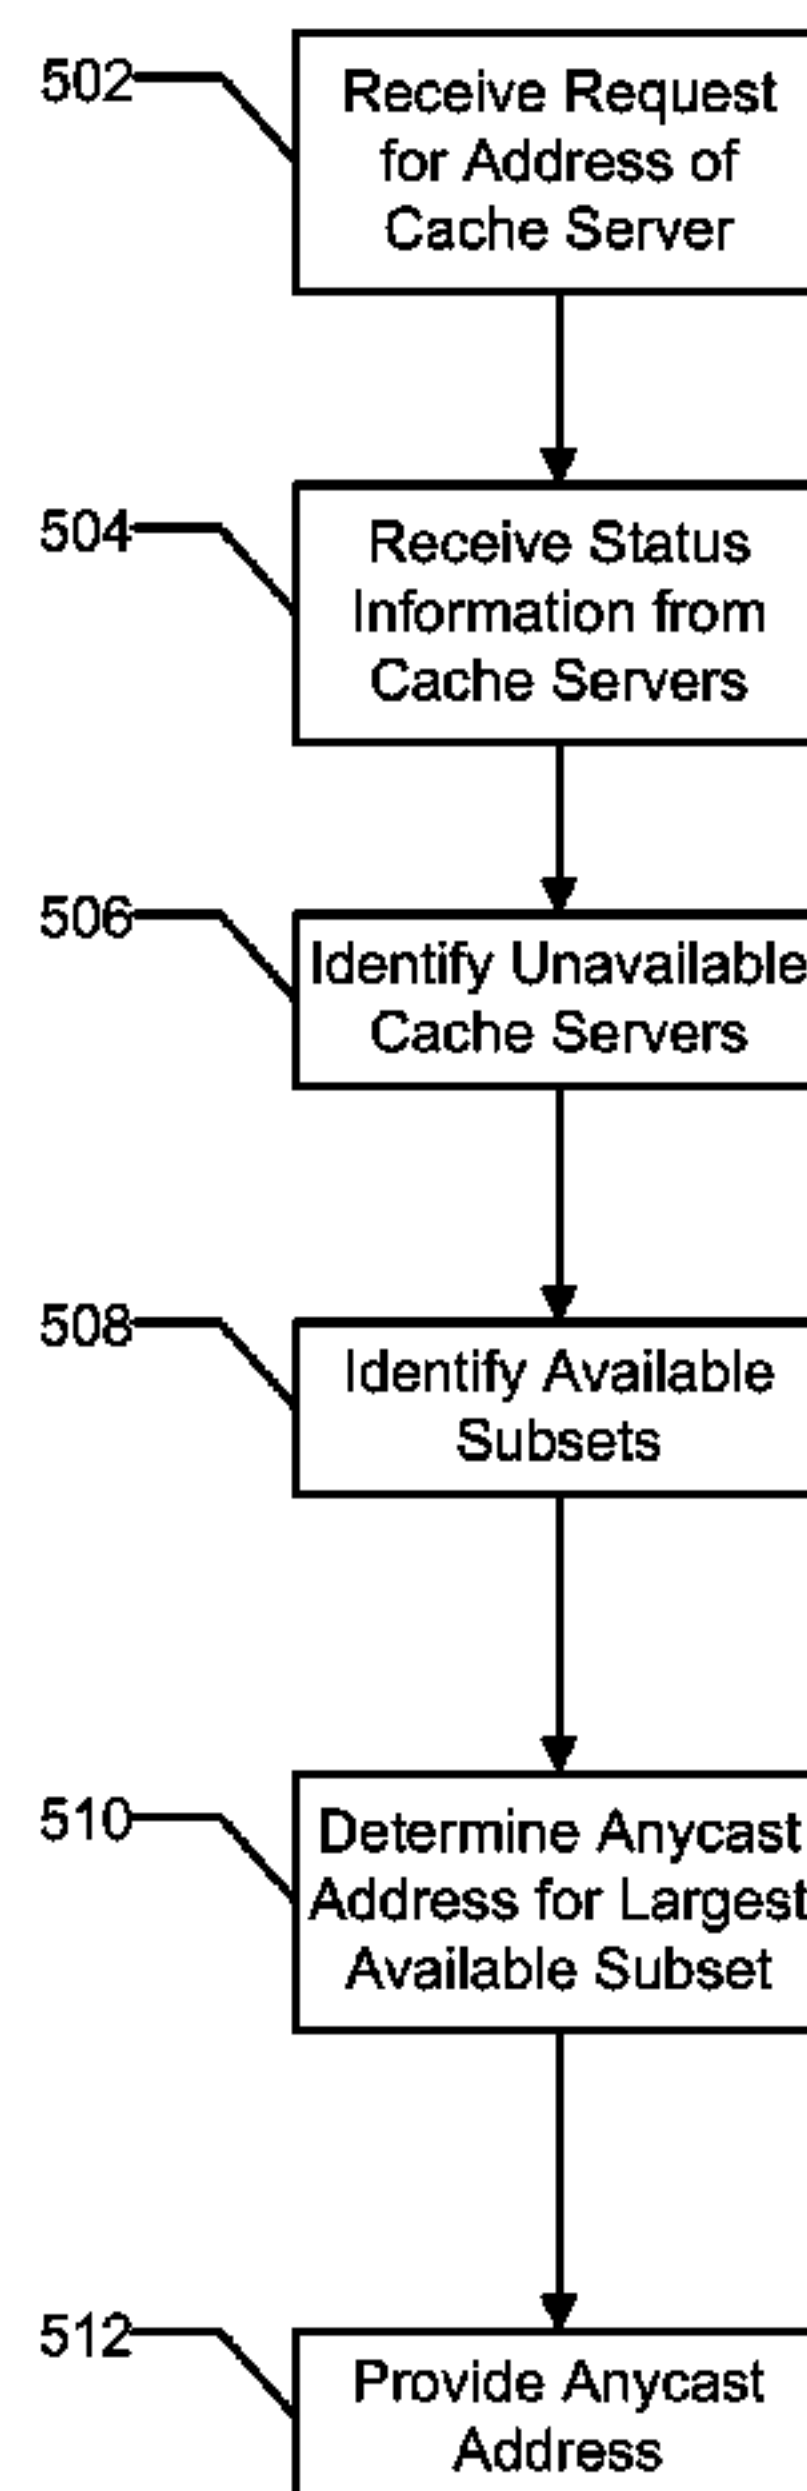 502
Receive Request
for Address of
Cache Server
504
Receive Status
Information from
Cache Servers
506
Identify Unavailable
Cache Servers
508
Identify Available
Subsets
510
Determine Anycast
Address for Largest
Available Subset
512
Provide Anycast
Address